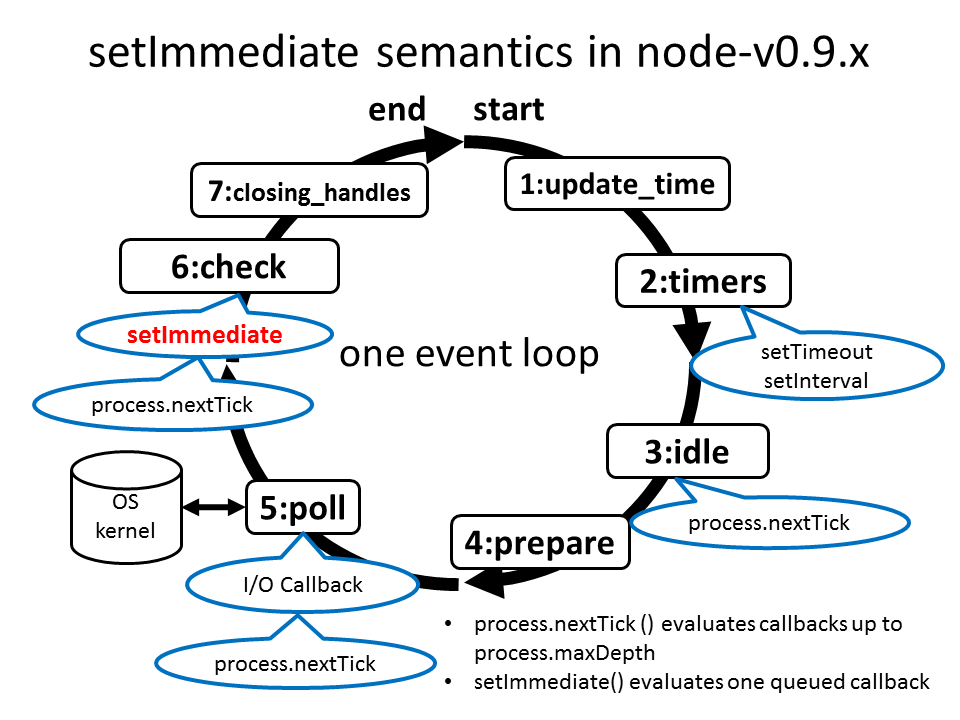 setImmediate semantics in node-v0.9.x
end start
7:closing_handles
1:update_time
6:check
2:timers
setImmediate
one event loop
setTimeout
setInterval
process.nextTick
3:idle
OS
kernel
5:poll
4:prepare
process.nextTick
I/O Callback
process.nextTick
• process.nextTick () evaluates callbacks up to
process.maxDepth
• setImmediate() evaluates one queued callback